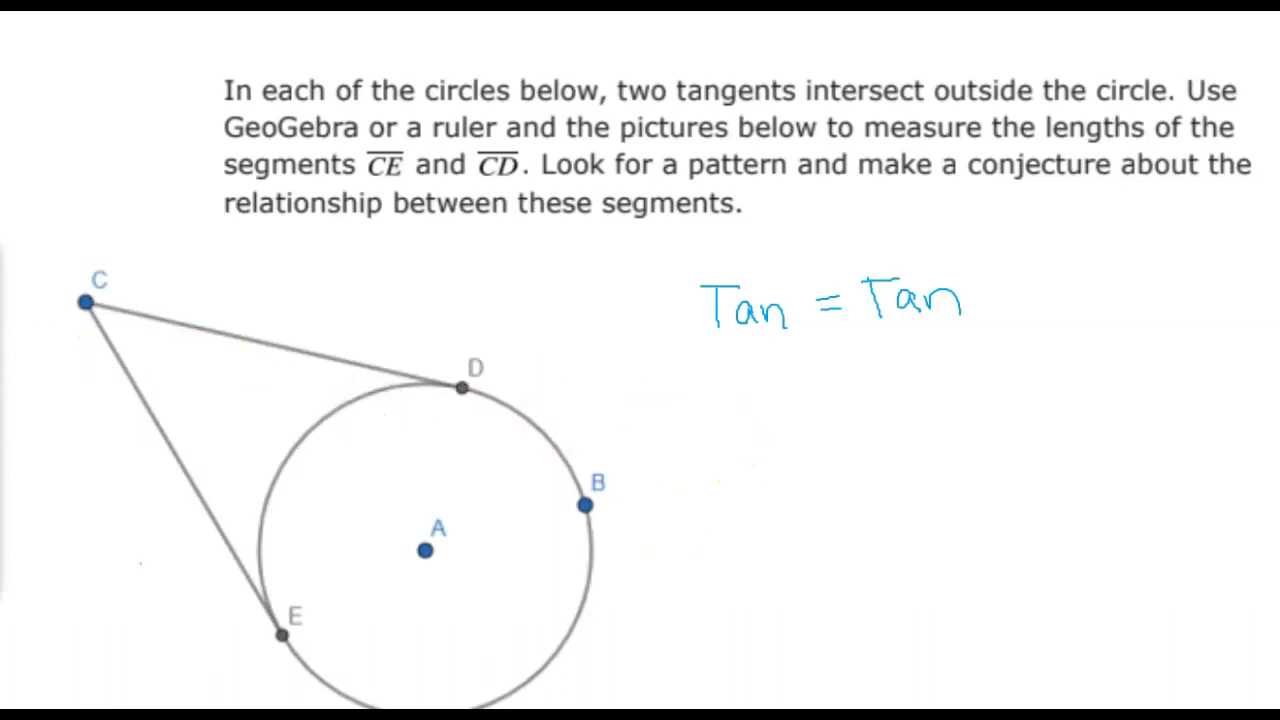 In each of the circles below, two tangents intersect outside the circle. Use
GeoGebra or a ruler and the pictures below to measure the lengths of the
segments C̅E̅ and C̅D̅. Look for a pattern and make a conjecture about the
relationship between these segments.
C
Tan = Tan
D
B
A
E